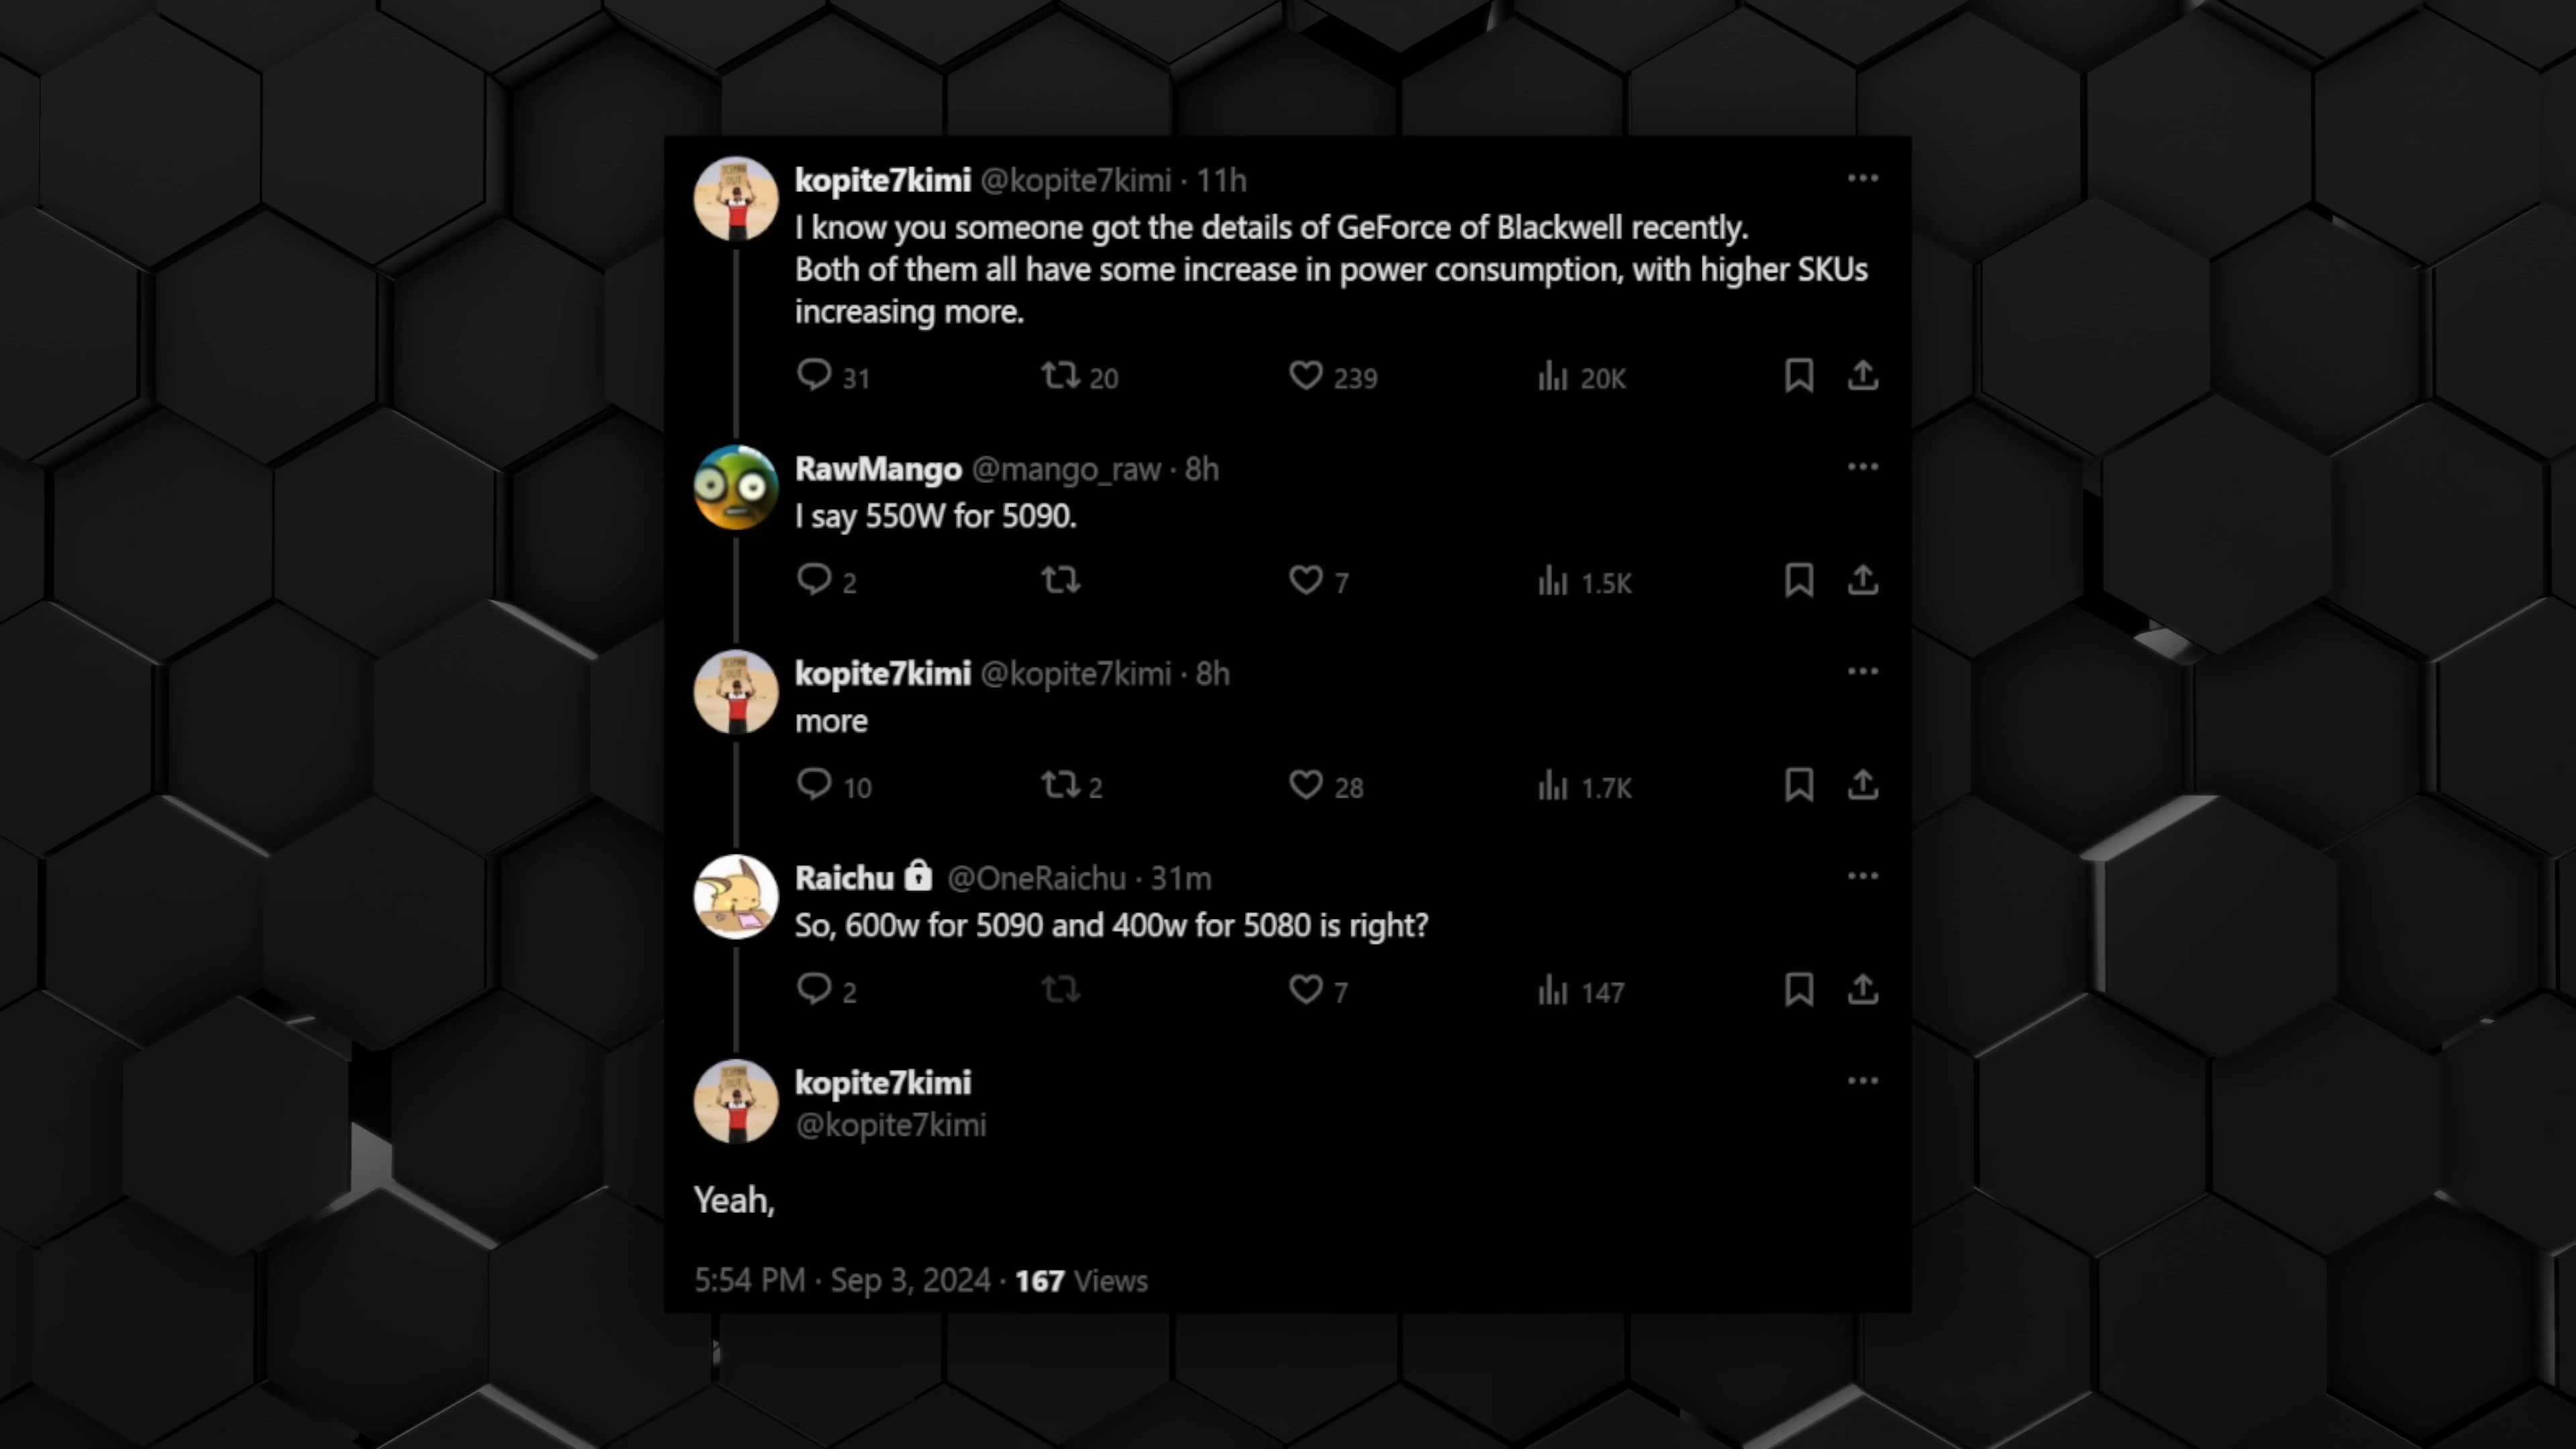 kopite7kimi @kopite7kimi · 11h
I know you someone got the details of GeForce of Blackwell recently.
Both of them all have some increase in power consumption, with higher SKUs
increasing more.
31 20 239 20K
RawMango @mango_raw · 8h
I say 550W for 5090.
2 7 1.5K
kopite7kimi @kopite7kimi · 8h
more
10 2 28 1.7K
Raichu @OneRaichu · 31m
So, 600w for 5090 and 400w for 5080 is right?
2 7 147
kopite7kimi
@kopite7kimi
Yeah,
5:54 PM · Sep 3, 2024 · 167 Views